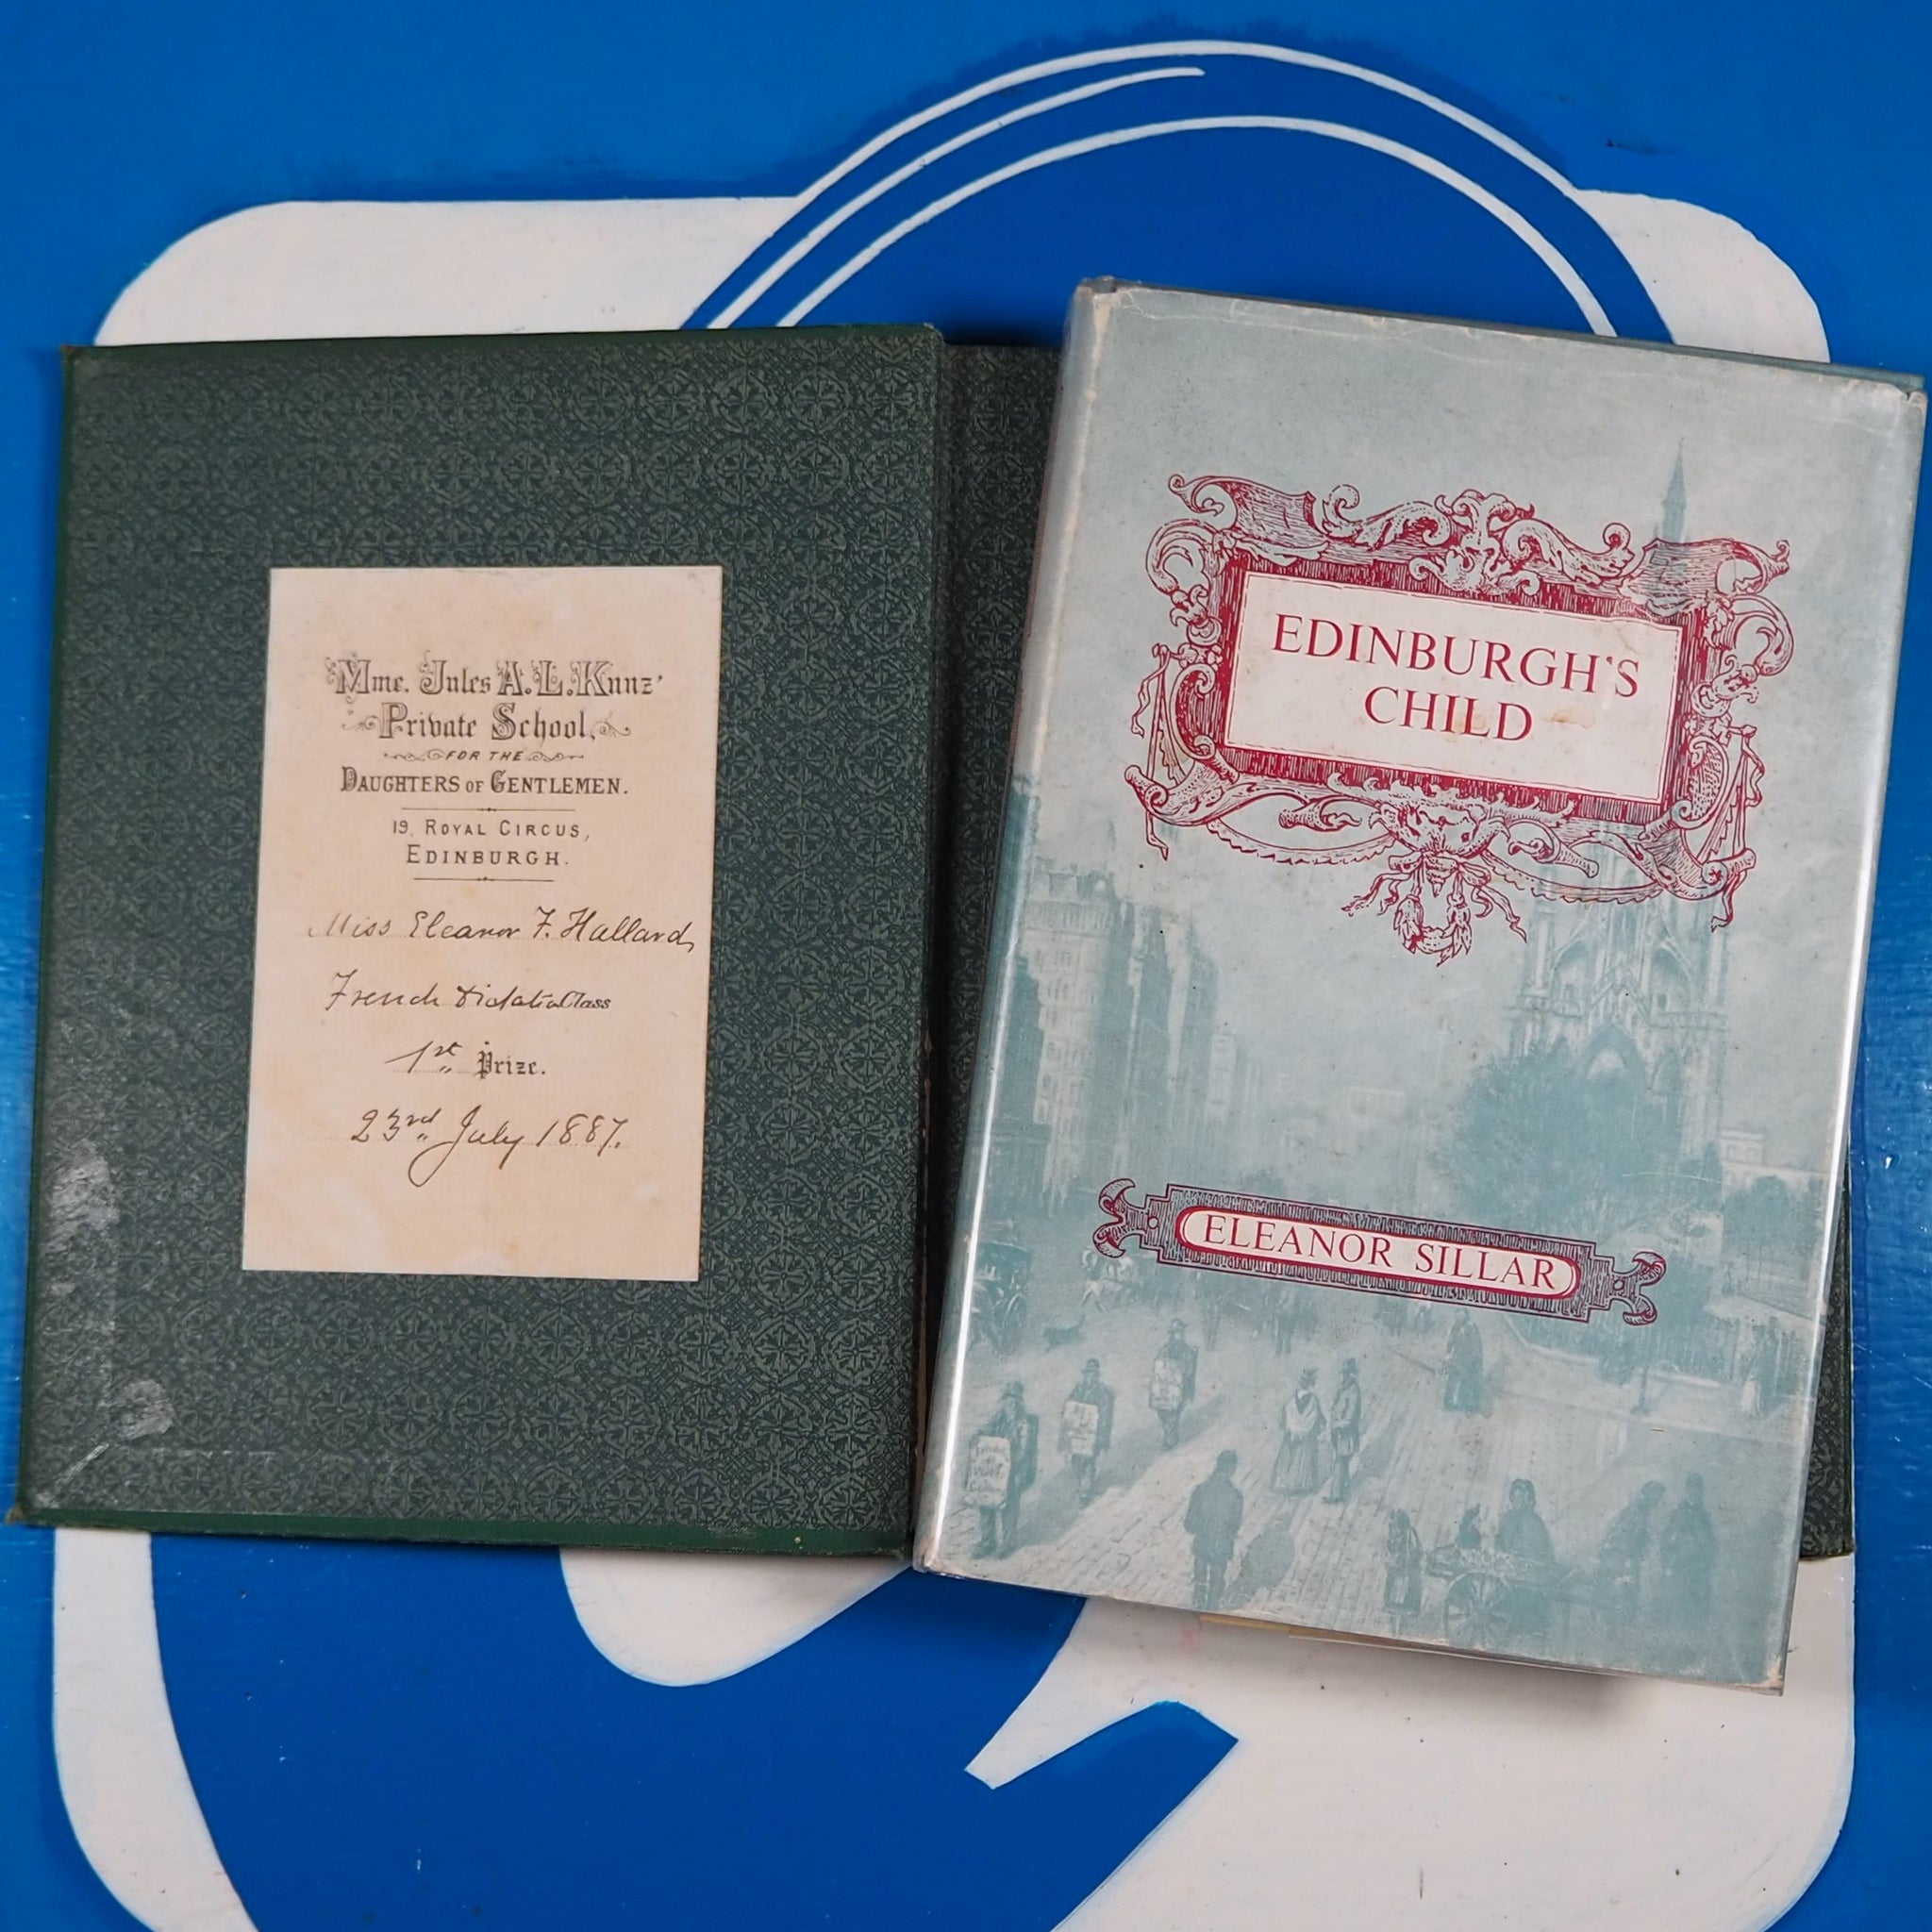 Mme. Jules A.L. Kunz'
Private School,
FOR THE
DAUGHTERS OF GENTLEMEN.
19, ROYAL CIRCUS,
EDINBURGH.
Miss Eleanor F. Hallard,
French Dictation Class
1st Prize.
23rd July 1887.
EDINBURGH'S
CHILD
ELEANOR SILLAR